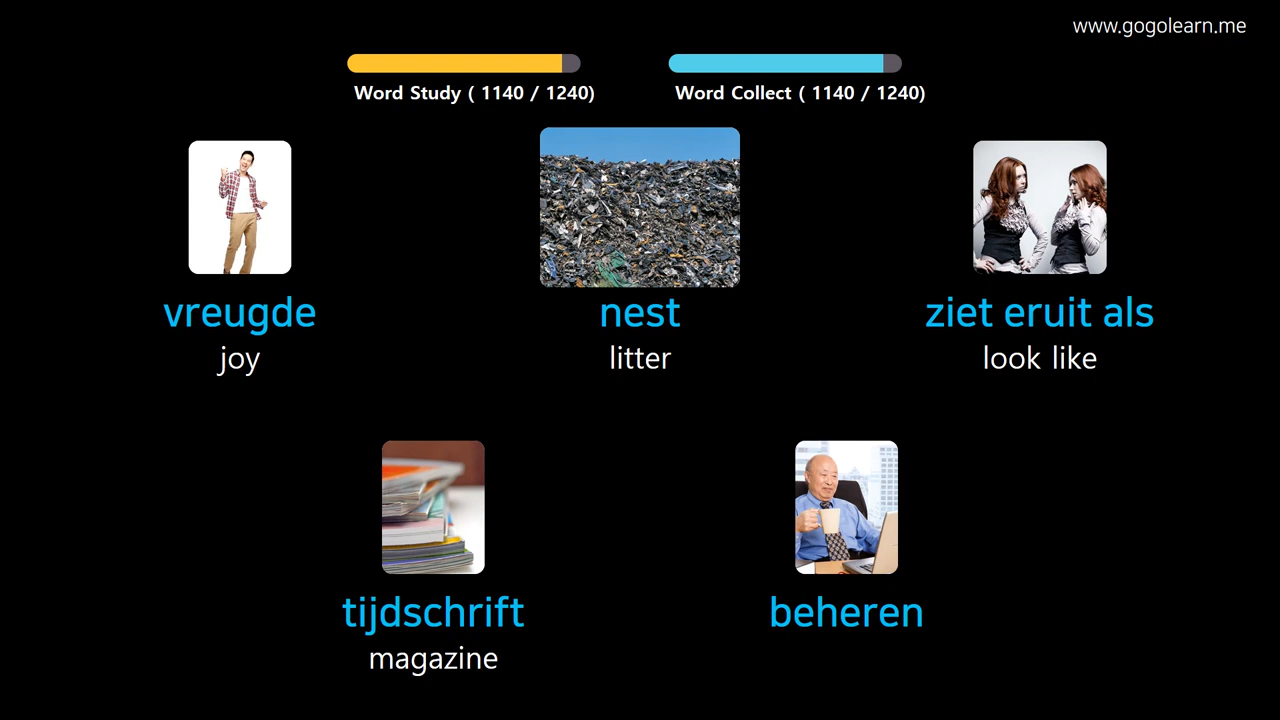 www.gogolearn.me
Word Study ( 1140 / 1240)
Word Collect ( 1140 / 1240)
vreugde
joy
nest
litter
ziet eruit als
look like
tijdschrift
magazine
beheren